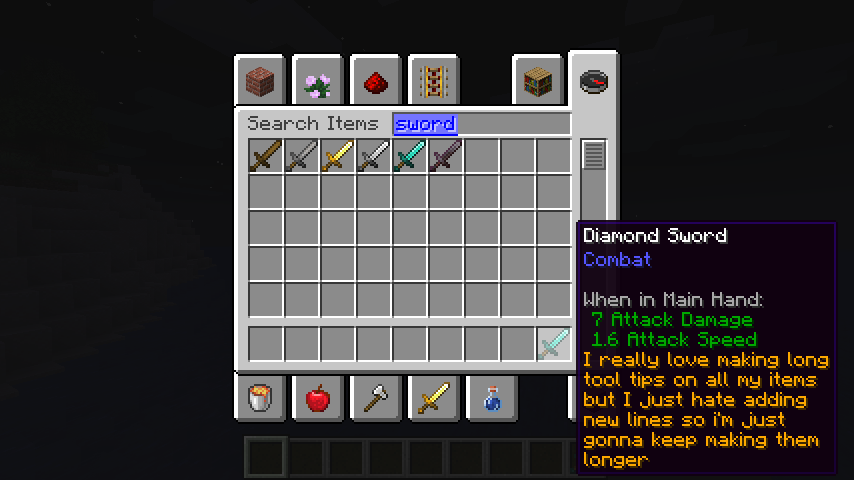 Search Items sword
Diamond Sword
Combat
When in Main Hand:
7 Attack Damage
1.6 Attack Speed
I really love making long
tool tips on all my items
but I just hate adding
new lines so i'm just
gonna keep making them
longer